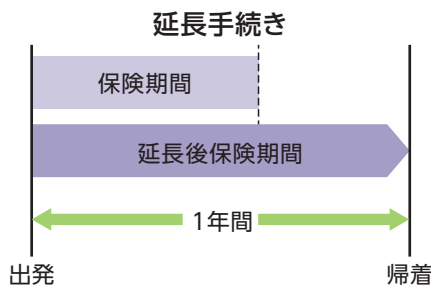 延長手続き
保険期間
延長後保険期間
1年間
出発
帰着